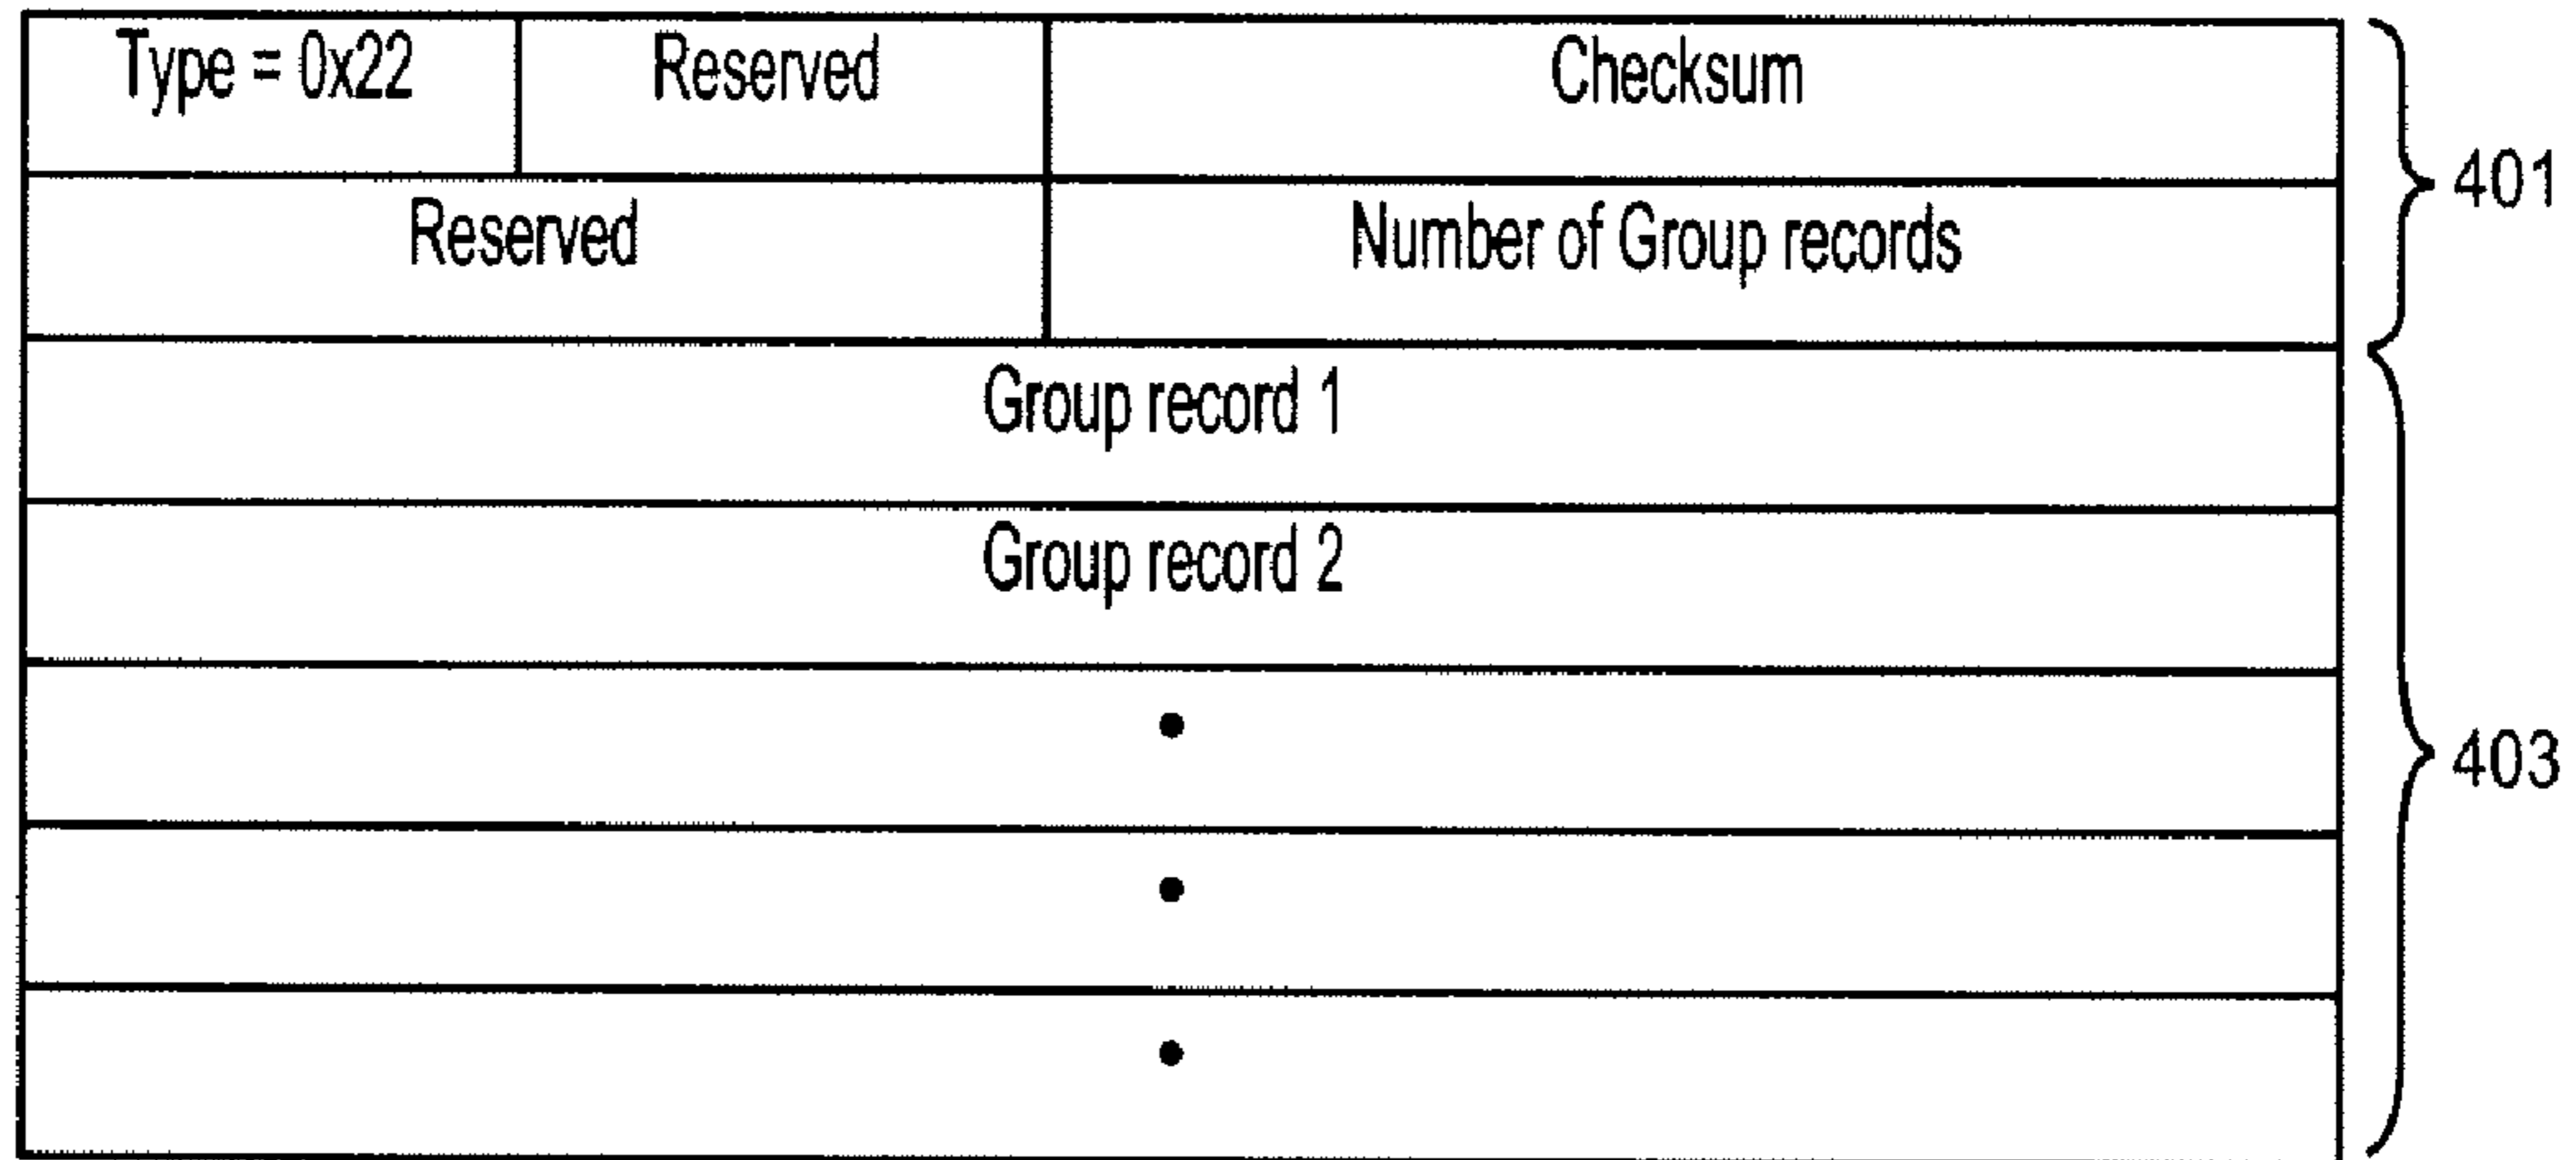 Type = 0x22 Reserved Checksum
401
Reserved Number of Group records
Group record 1
Group record 2
403